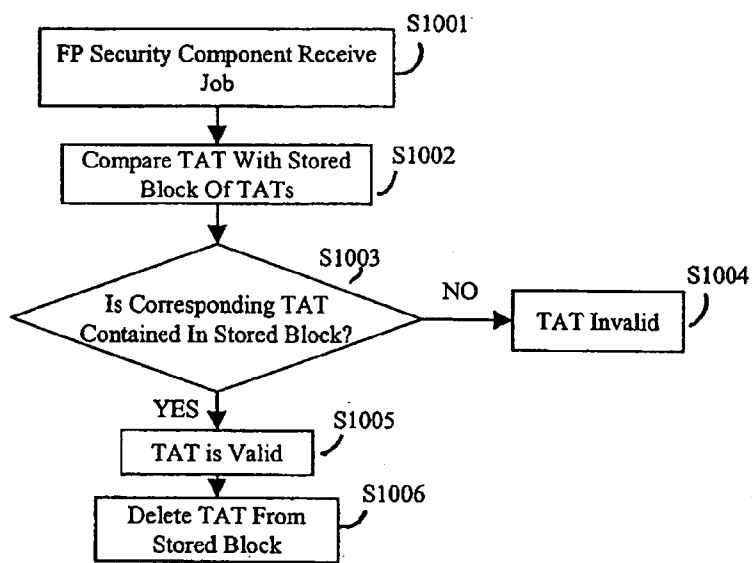 S1001
FP Security Component Receive
Job
Compare TAT With Stored
Block Of TATs
S1002
S1003
Is Corresponding TAT
Contained In Stored Block?
NO
S1004
TAT Invalid
YES
S1005
TAT is Valid
S1006
Delete TAT From
Stored Block